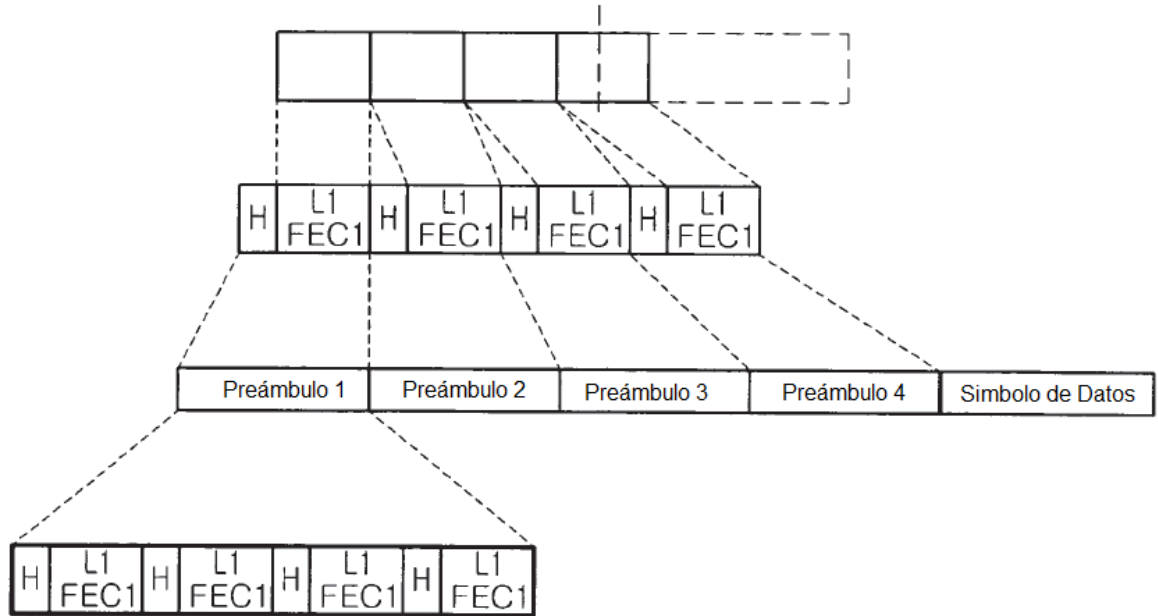 H L1 FEC1 H L1 FEC1 H L1 FEC1 H L1 FEC1
Preámbulo 1 Preámbulo 2 Preámbulo 3 Preámbulo 4 Simbolo de Datos
H L1 FEC1 H L1 FEC1 H L1 FEC1 H L1 FEC1